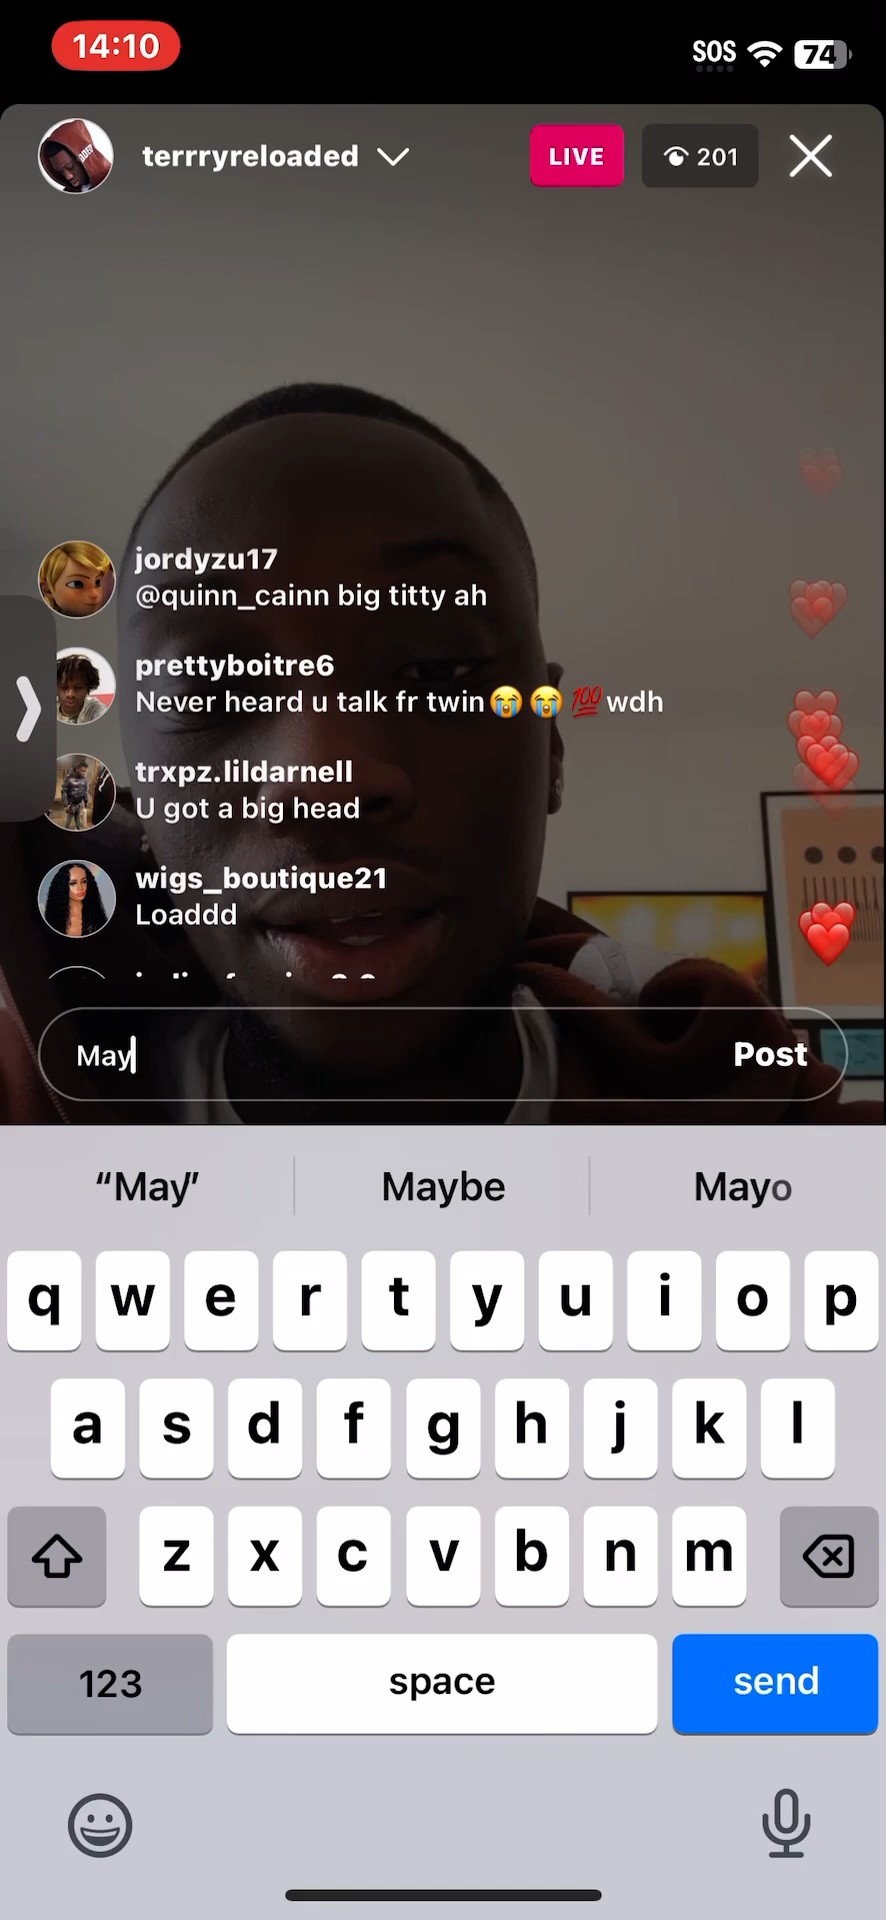 14:10
SOS
74
terrryreloaded
LIVE
201
jordyzu17
@quinn_cainn big titty ah
prettyboitre6
Never heard u talk fr twin😭😭💯wdh
trxpz.lildarnell
U got a big head
wigs_boutique21
Loaddd
May
Post
“May”
Maybe
Mayo
q w e r t y u i o p
a s d f g h j k l
z x c v b n m
123
space
send